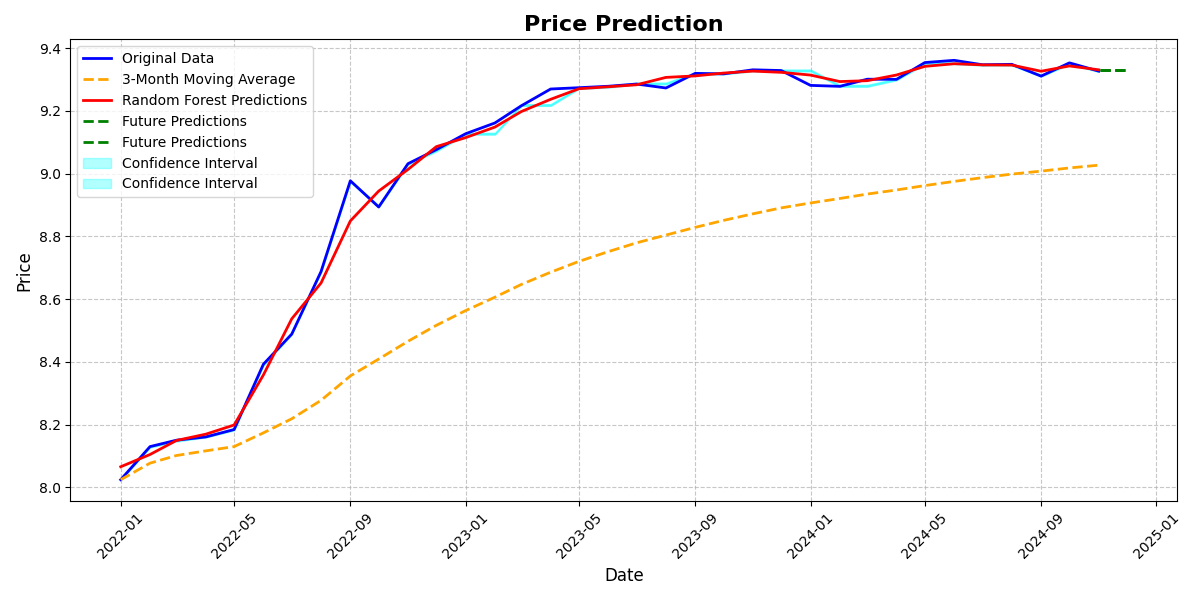 Price Prediction
9.4
9.2
9.0
8.8
8.6
8.4
8.2
8.0
Price
Original Data
3-Month Moving Average
Random Forest Predictions
Future Predictions
Future Predictions
Confidence Interval
Confidence Interval
2022-01
2022-05
2022-09
2023-01
2023-05
2023-09
2024-01
2024-05
2024-09
2025-01
Date